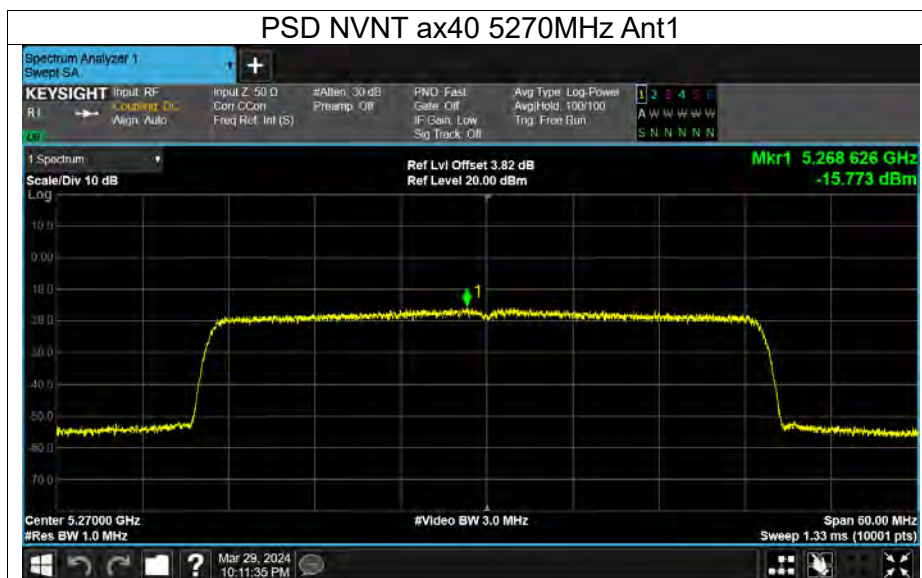 PSD NVNT ax40 5270MHz Ant1
Spectrum Analyzer 1
Swept SA
KEYSIGHT Input: RF
Coupling: DC
Align: Auto
Input Z: 50 Ω
Corr CCorr
Freq Ref: Int (S)
#Atten: 30 dB
Preamp: Off
PNO: Fast
Gate: Off
IF Gain: Low
Sig Track: Off
Avg Type: Log-Power
Avg|Hold: 100/100
Trig: Free Run
1 2 3 4 5 6
A W W W W W
S N N N N N
1 Spectrum
Scale/Div 10 dB
Log
Ref Lvl Offset 3.82 dB
Ref Level 20.00 dBm
Mkr1 5.268 626 GHz
-15.773 dBm
10.0
0.00
-10.0
-20.0
-30.0
-40.0
-50.0
-60.0
-70.0
1
Center 5.27000 GHz
#Res BW 1.0 MHz
#Video BW 3.0 MHz
Span 60.00 MHz
Sweep 1.33 ms (10001 pts)
Mar 29, 2024
10:11:35 PM